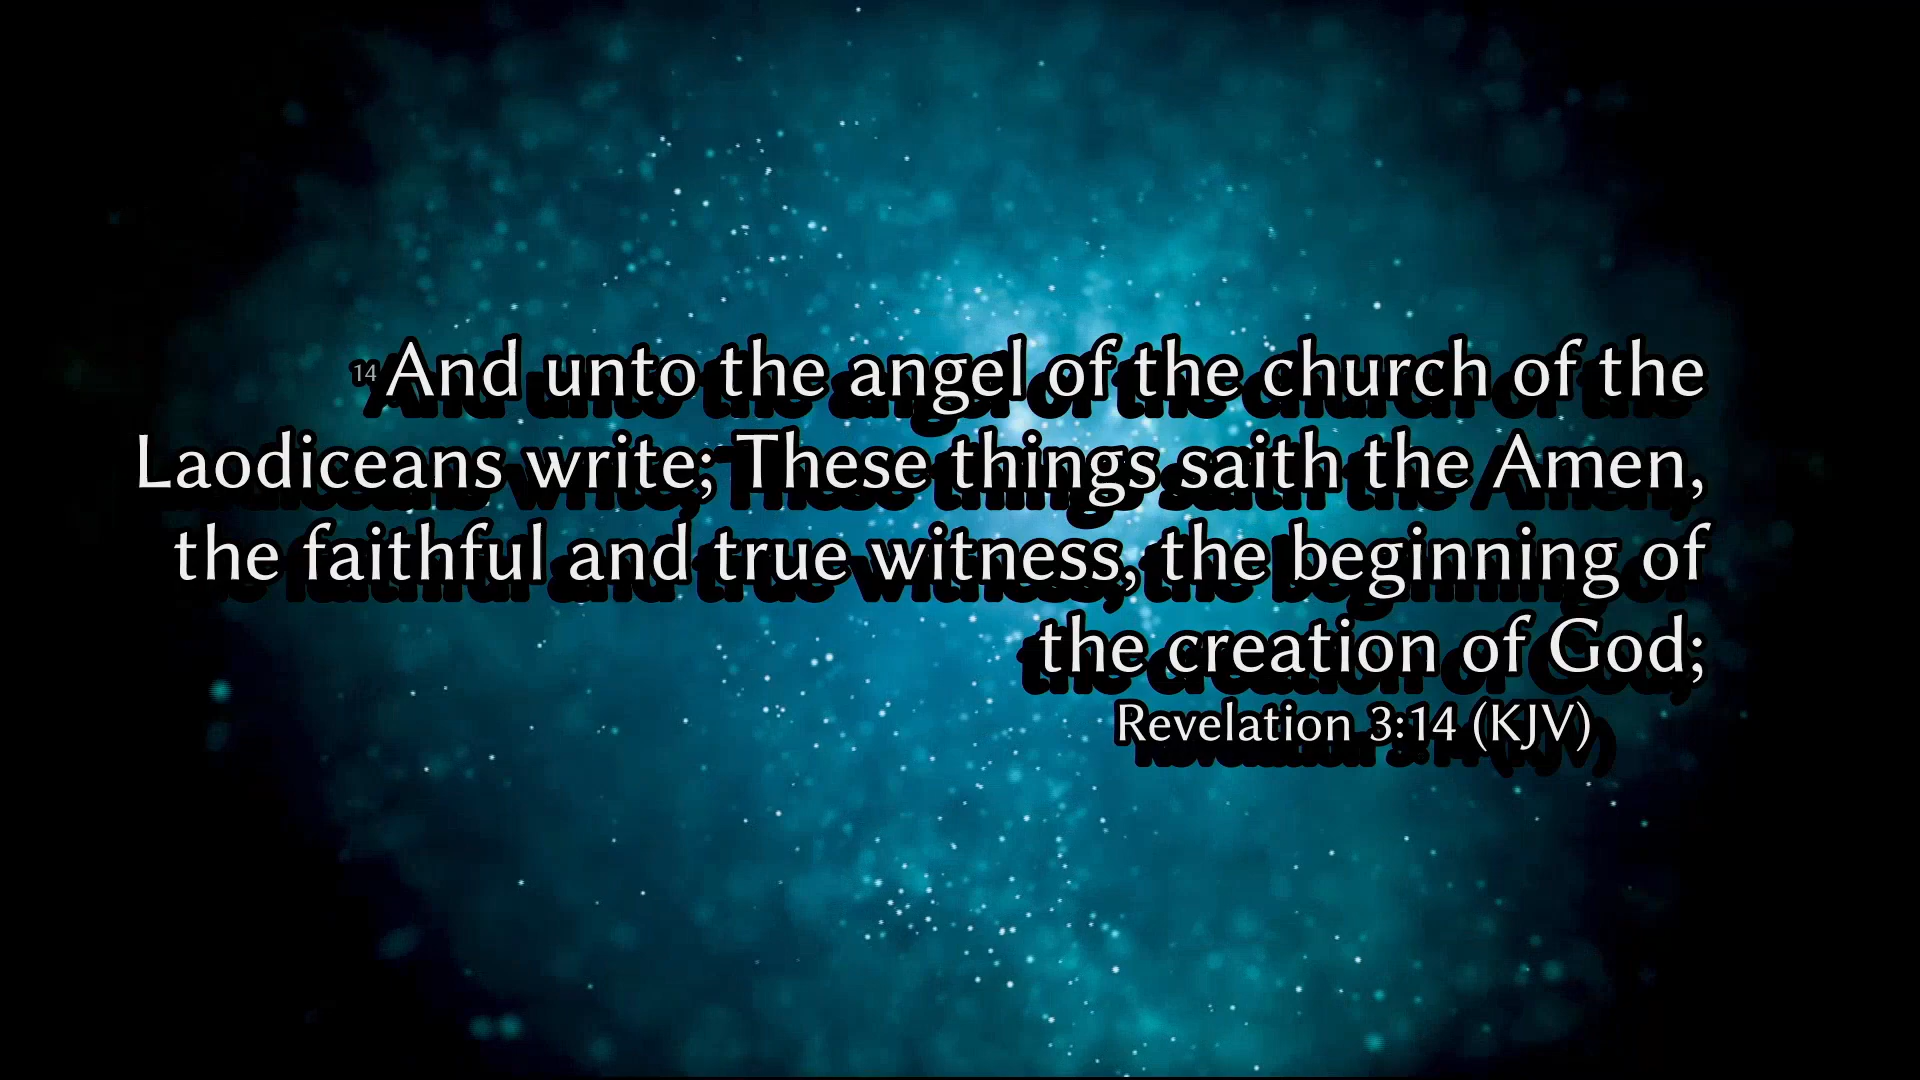 14 And unto the angel of the church of the
Laodiceans write; These things saith the Amen,
the faithful and true witness, the beginning of
the creation of God;
Revelation 3:14 (KJV)